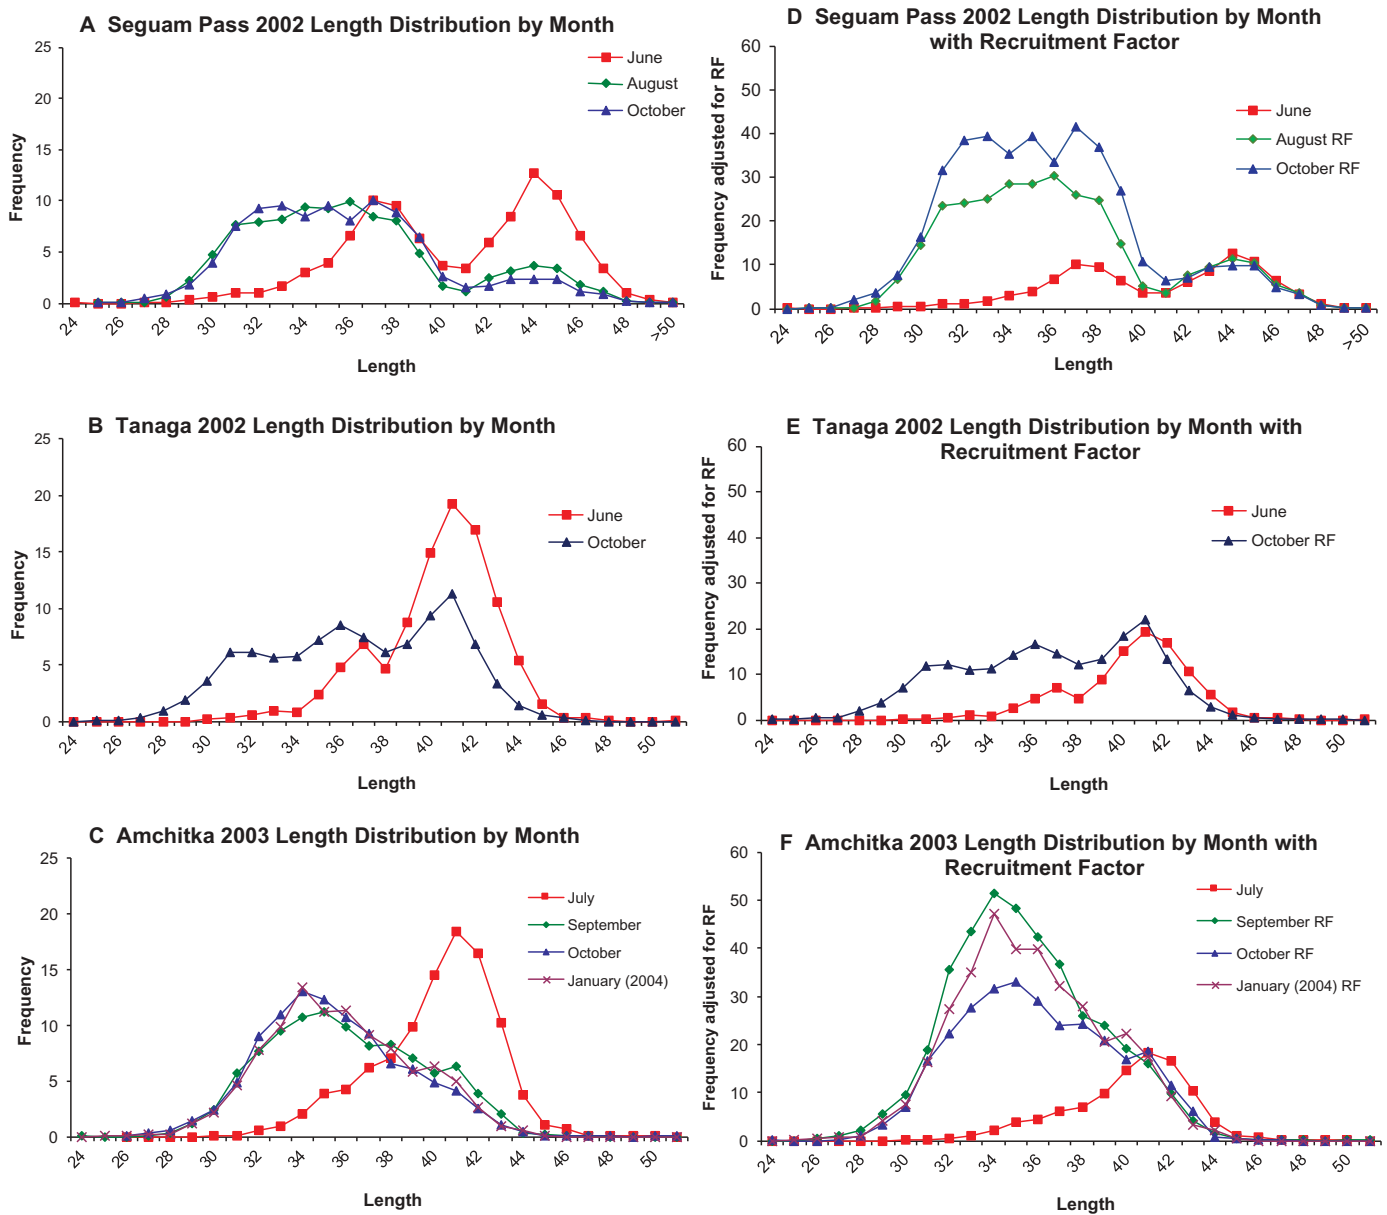 A Seguam Pass 2002 Length Distribution by Month
25
20
15
10
5
0
Frequency
June
August
October
24 26 28 30 32 34 36 38 40 42 44 46 48 >50
Length
D Seguam Pass 2002 Length Distribution by Month
with Recruitment Factor
60
50
40
30
20
10
0
Frequency adjusted for RF
June
August RF
October RF
24 26 28 30 32 34 36 38 40 42 44 46 48 >50
Length
B Tanaga 2002 Length Distribution by Month
25
20
15
10
5
0
Frequency
June
October
24 26 28 30 32 34 36 38 40 42 44 46 48 50
Length
E Tanaga 2002 Length Distribution by Month with
Recruitment Factor
60
50
40
30
20
10
0
Frequency adjusted for RF
June
October RF
24 26 28 30 32 34 36 38 40 42 44 46 48 50
Length
C Amchitka 2003 Length Distribution by Month
25
20
15
10
5
0
Frequency
July
September
October
January (2004)
24 26 28 30 32 34 36 38 40 42 44 46 48 50
Length
F Amchitka 2003 Length Distribution by Month with
Recruitment Factor
60
50
40
30
20
10
0
Frequency adjusted for RF
July
September RF
October RF
January (2004) RF
24 26 28 30 32 34 36 38 40 42 44 46 48 50
Length